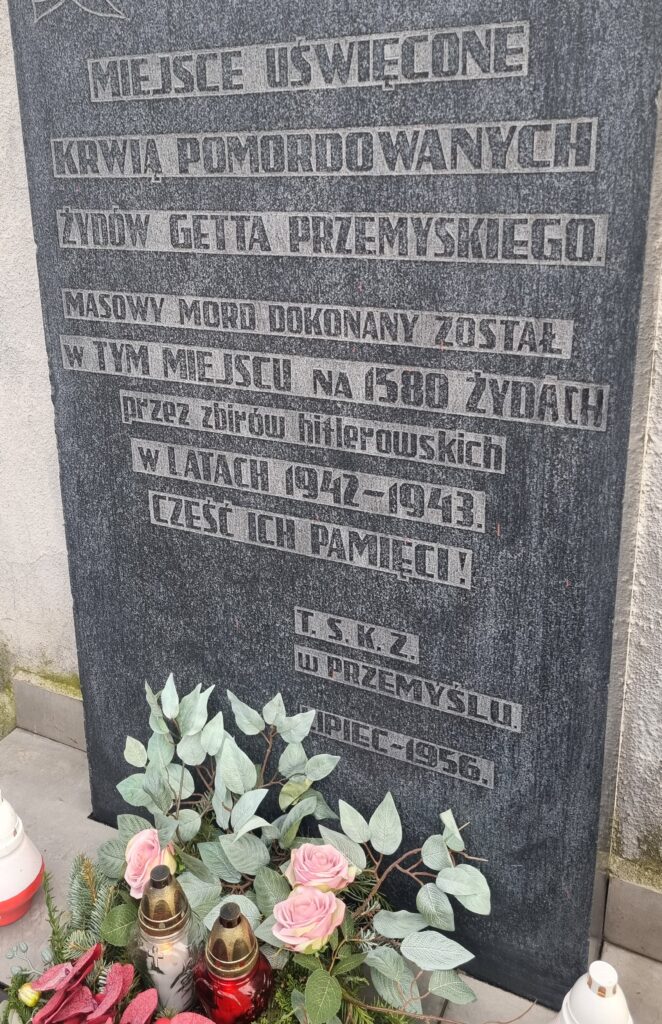 MIEJSCE UŚWIĘCONE
KRWIĄ POMORDOWANYCH
ŻYDÓW GETTA PRZEMYSKIEGO.
MASOWY MORD DOKONANY ZOSTAŁ
w TYM MIEJSCU NA 1580 ŻYDACH
przez zbirów hitlerowskich
w LATACH 1942-1943.
CZEŚĆ ICH PAMIĘCI!
T. S. K. Ż.
w PRZEMYŚLU.
LIPIEC-1956.